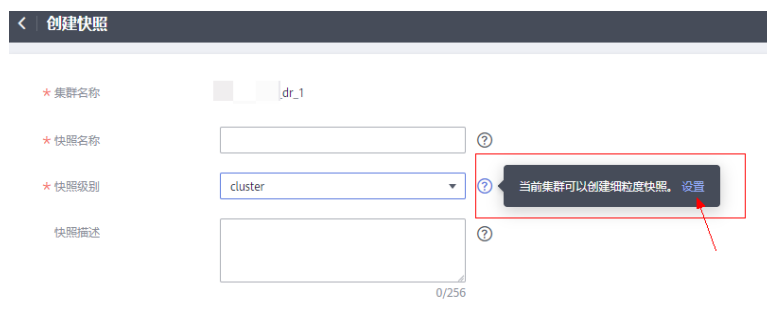 创建快照
* 集群名称 _dr_1
* 快照名称
* 快照级别 cluster 当前集群可以创建细粒度快照。 设置
快照描述
0/256